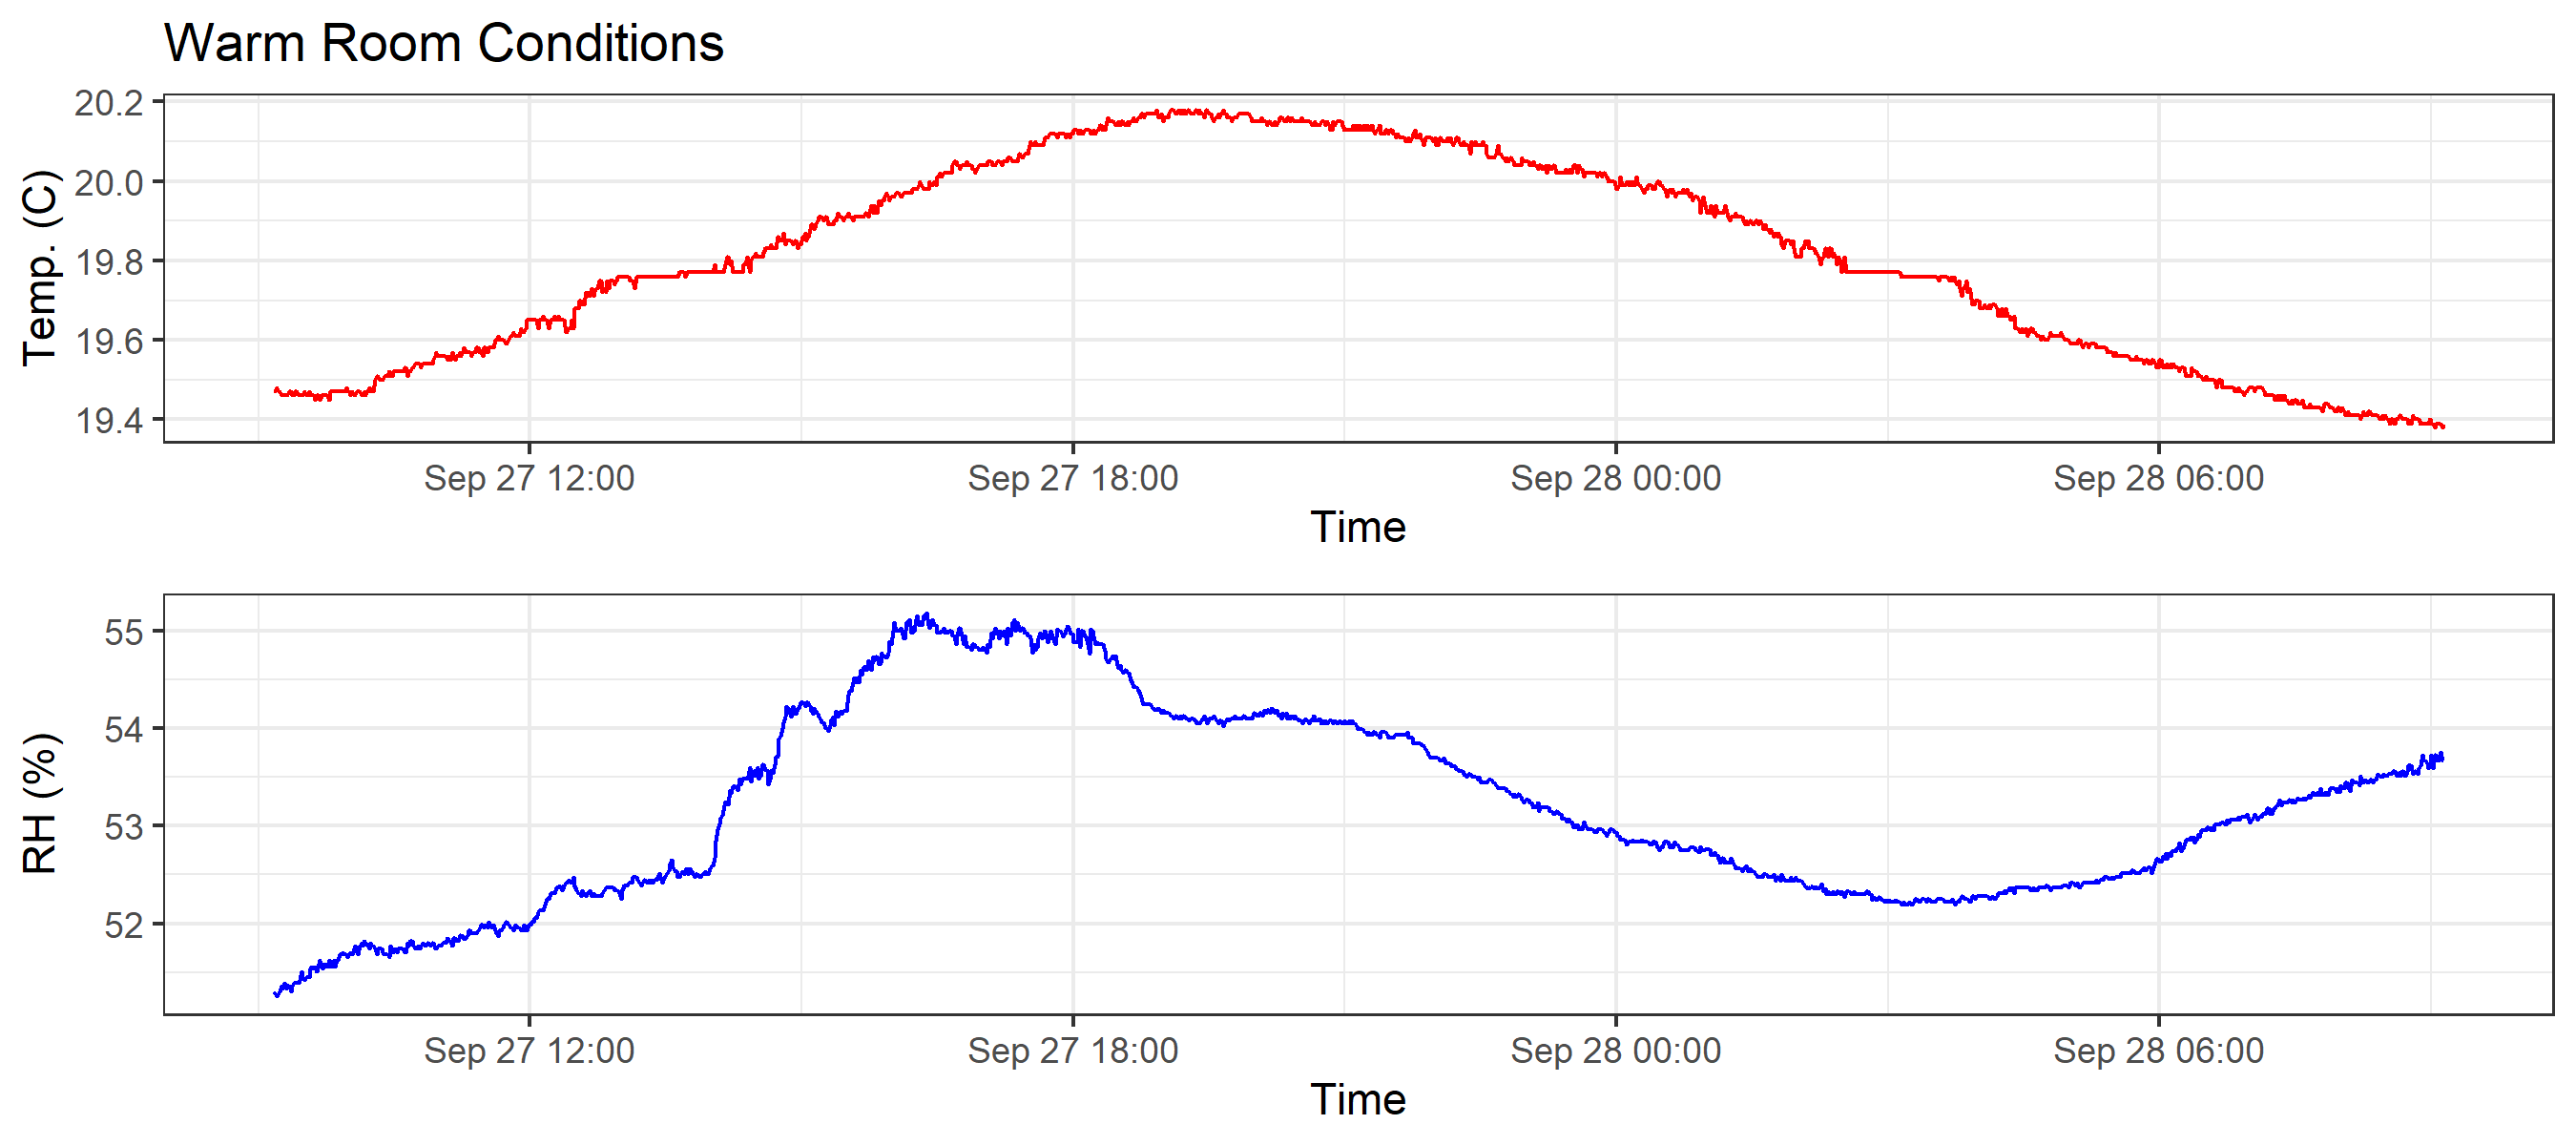 Warm Room Conditions
Temp. (C)
20.2
20.0
19.8
19.6
19.4
Sep 27 12:00 Sep 27 18:00 Sep 28 00:00 Sep 28 06:00
Time
RH (%)
55
54
53
52
Sep 27 12:00 Sep 27 18:00 Sep 28 00:00 Sep 28 06:00
Time